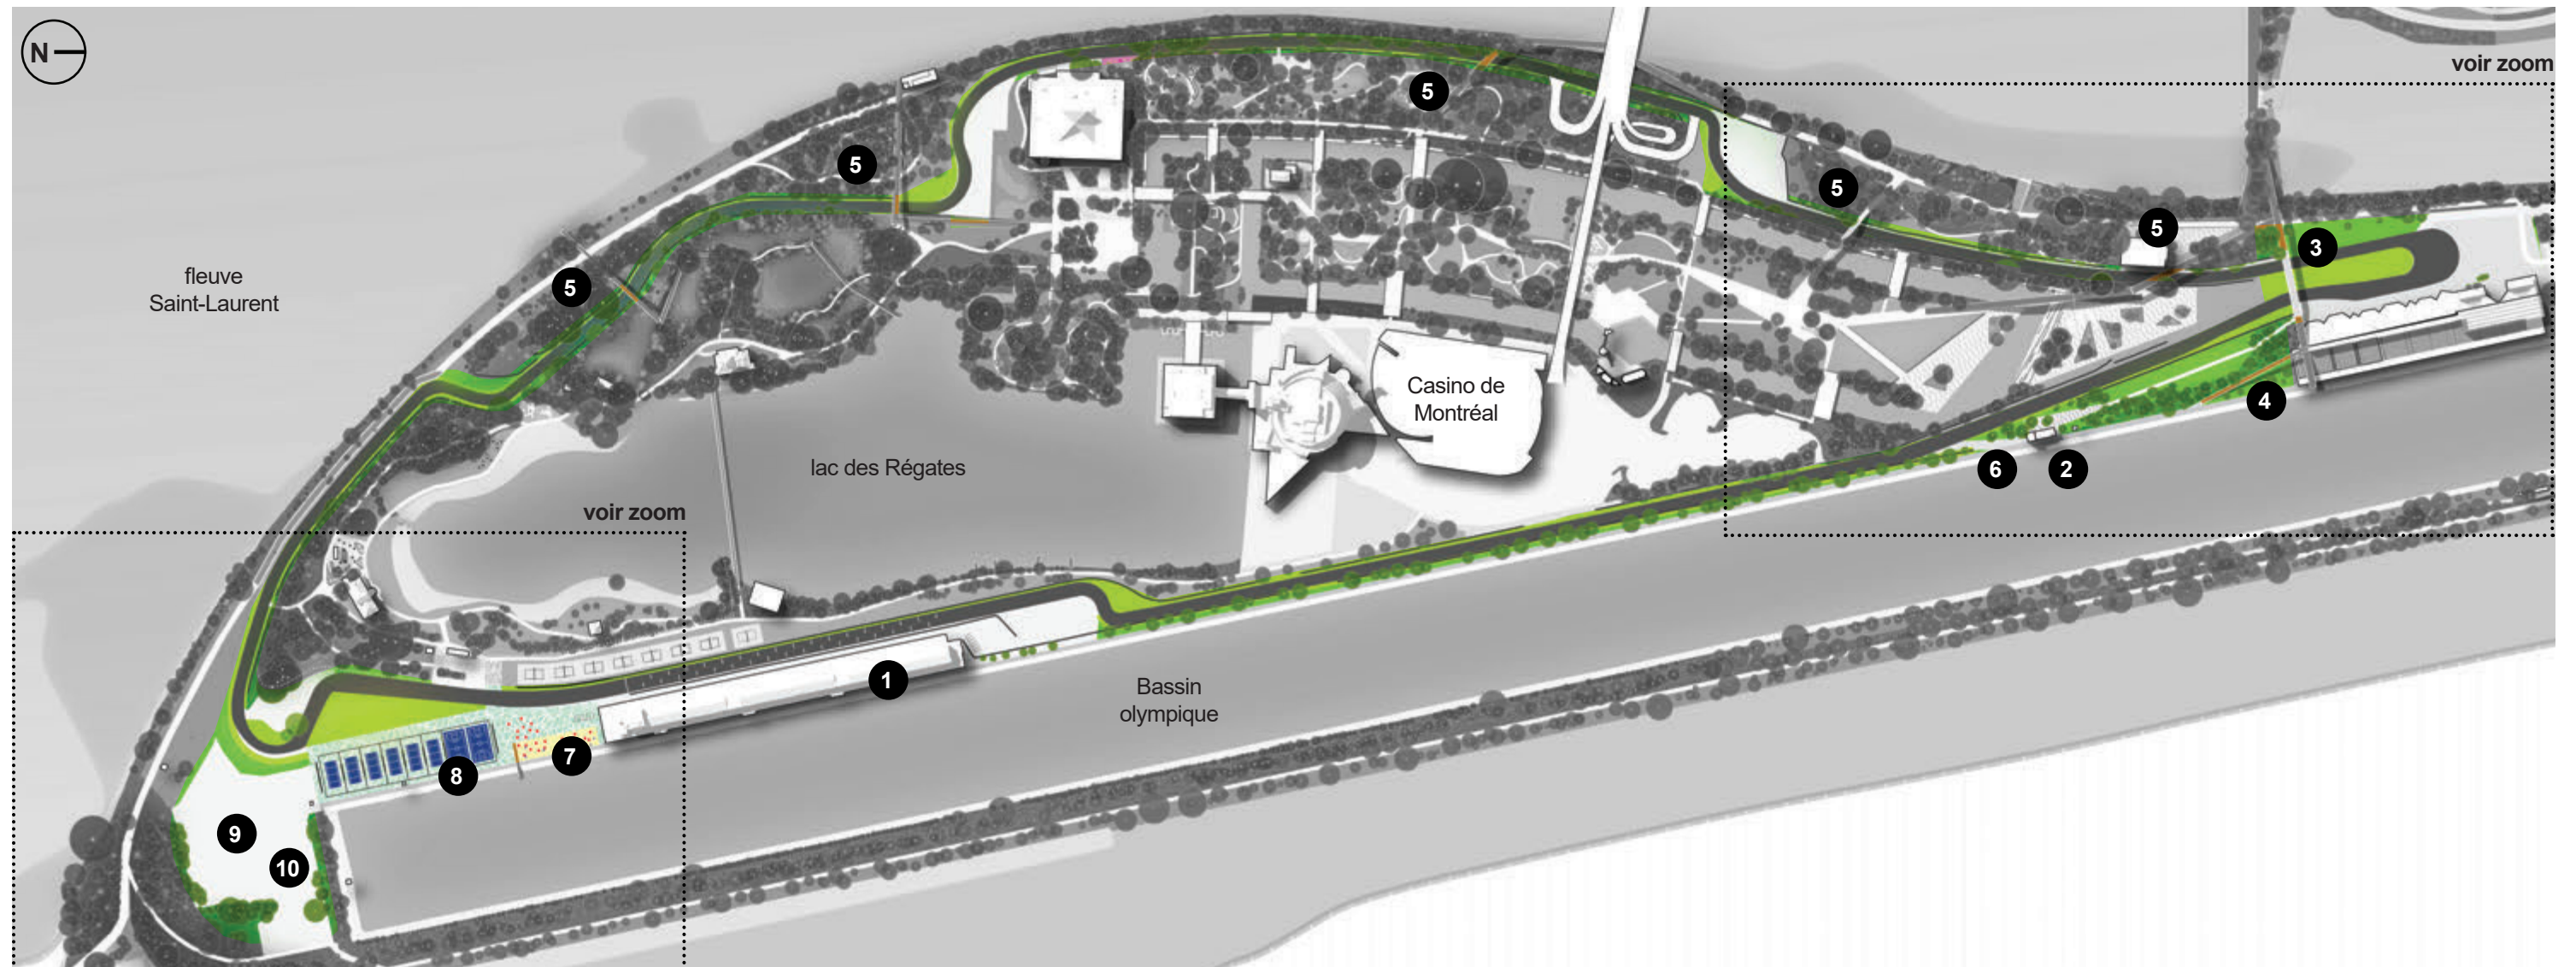 N
voir zoom
5
5
5
5
5
3
fleuve
Saint-Laurent
Casino de
Montréal
4
lac des Régates
6
2
voir zoom
1
Bassin
olympique
7
8
9
10